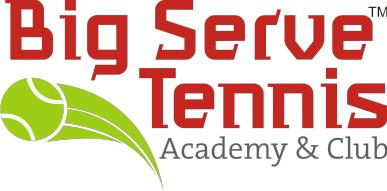 Big Serve™
Tennis
Academy & Club